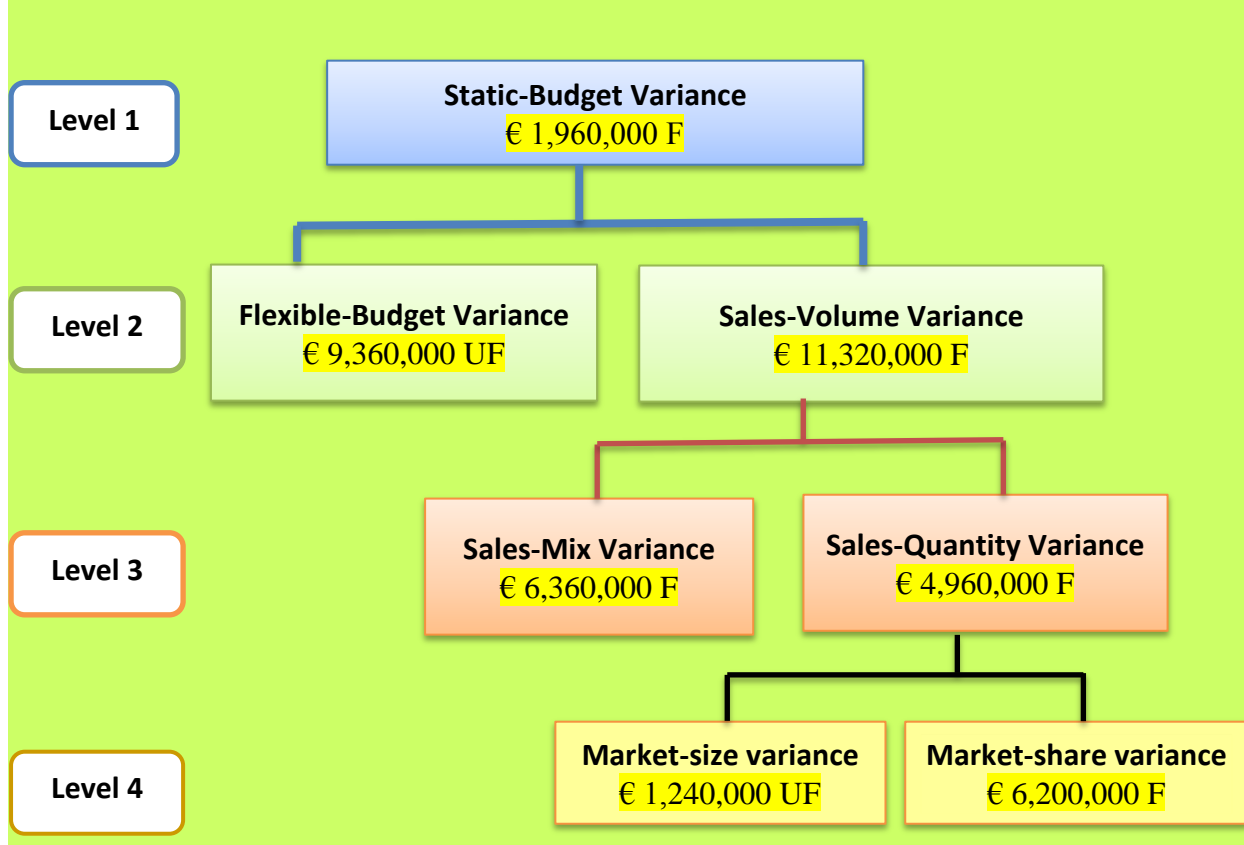 Level 1
Static-Budget Variance
€ 1,960,000 F
Level 2
Flexible-Budget Variance
€ 9,360,000 UF
Sales-Volume Variance
€ 11,320,000 F
Level 3
Sales-Mix Variance
€ 6,360,000 F
Sales-Quantity Variance
€ 4,960,000 F
Level 4
Market-size variance
€ 1,240,000 UF
Market-share variance
€ 6,200,000 F